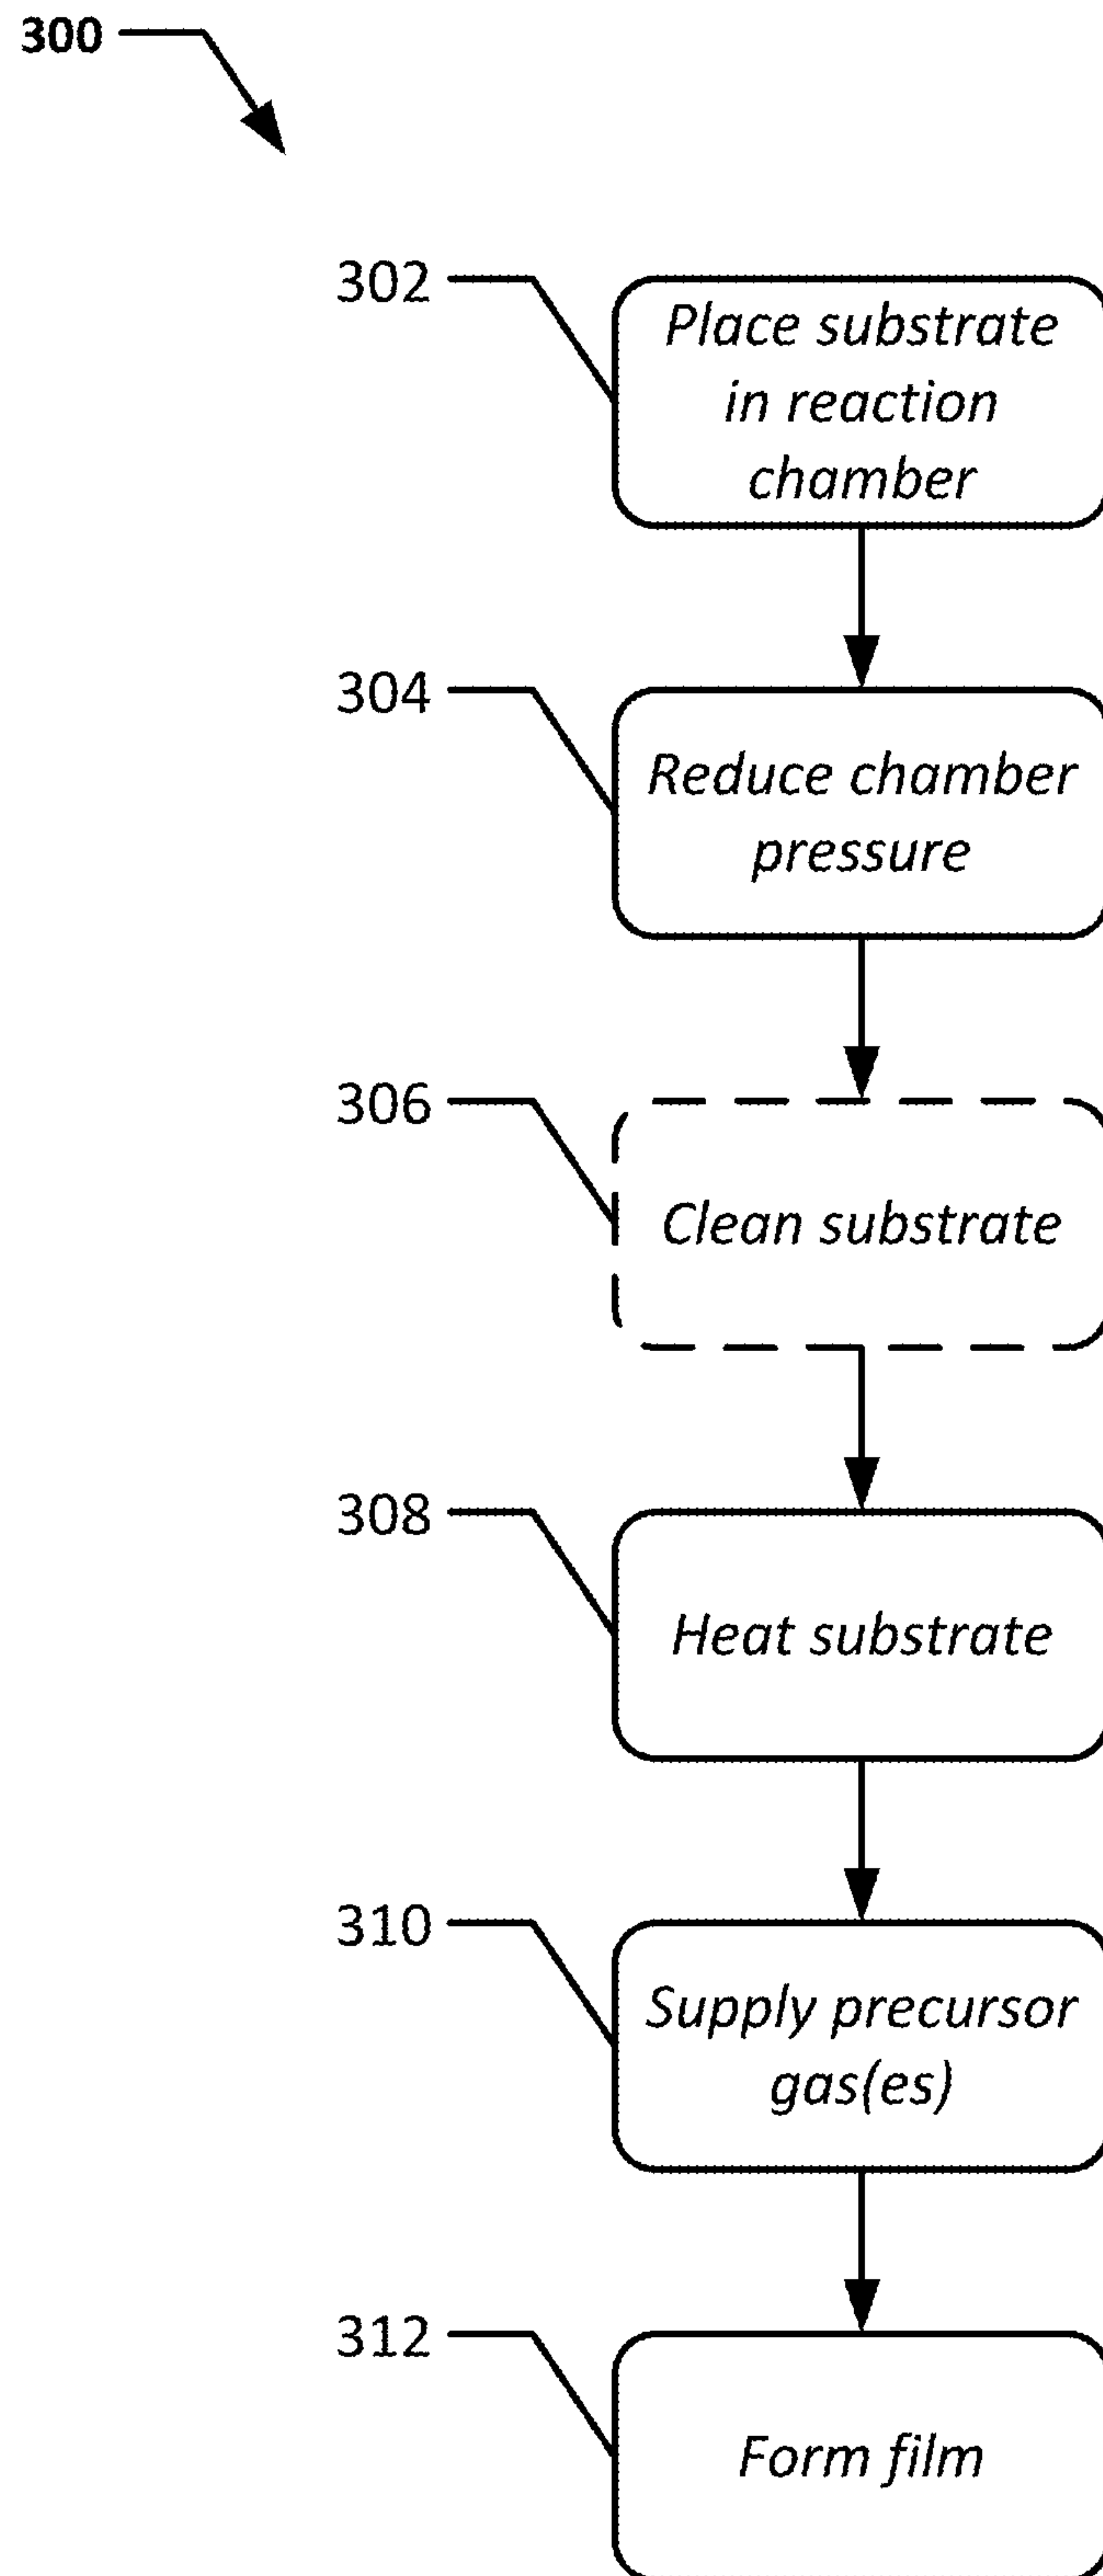 300
302
Place substrate
in reaction
chamber
304
Reduce chamber
pressure
306
Clean substrate
308
Heat substrate
310
Supply precursor
gas(es)
312
Form film